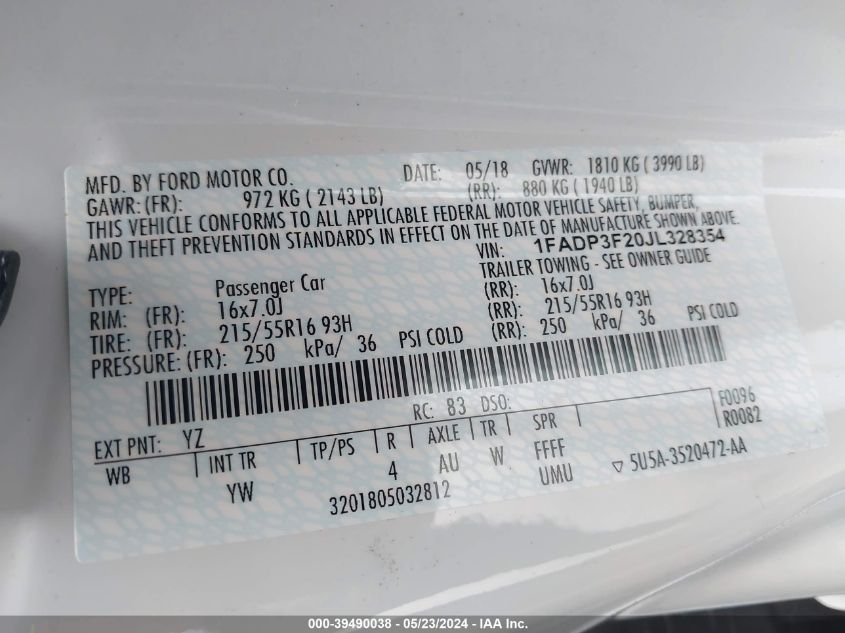 MFD. BY FORD MOTOR CO. DATE: 05/18 GVWR: 1810 KG ( 3990 LB)
GAWR: (FR): 972 KG ( 2143 LB) (RR): 880 KG ( 1940 LB)
THIS VEHICLE CONFORMS TO ALL APPLICABLE FEDERAL MOTOR VEHICLE SAFETY, BUMPER,
AND THEFT PREVENTION STANDARDS IN EFFECT ON THE DATE OF MANUFACTURE SHOWN ABOVE.
VIN: 1FADP3F20JL328354
TYPE: Passenger Car TRAILER TOWING - SEE OWNER GUIDE
RIM: (FR): 16x7.0J (RR): 16x7.0J
TIRE: (FR): 215/55R16 93H (RR): 215/55R16 93H
PRESSURE: (FR): 250 kPa/ 36 PSI COLD (RR): 250 kPa/ 36 PSI COLD
RC: 83 DSO: F0096
EXT PNT: YZ R0082
WB INT TR TP/PS R AXLE TR SPR
YW 4 AU W FFFF
UMU ▽ 5U5A-3520472-AA
3201805032812
000-39490038 - 05/23/2024 - IAA Inc.